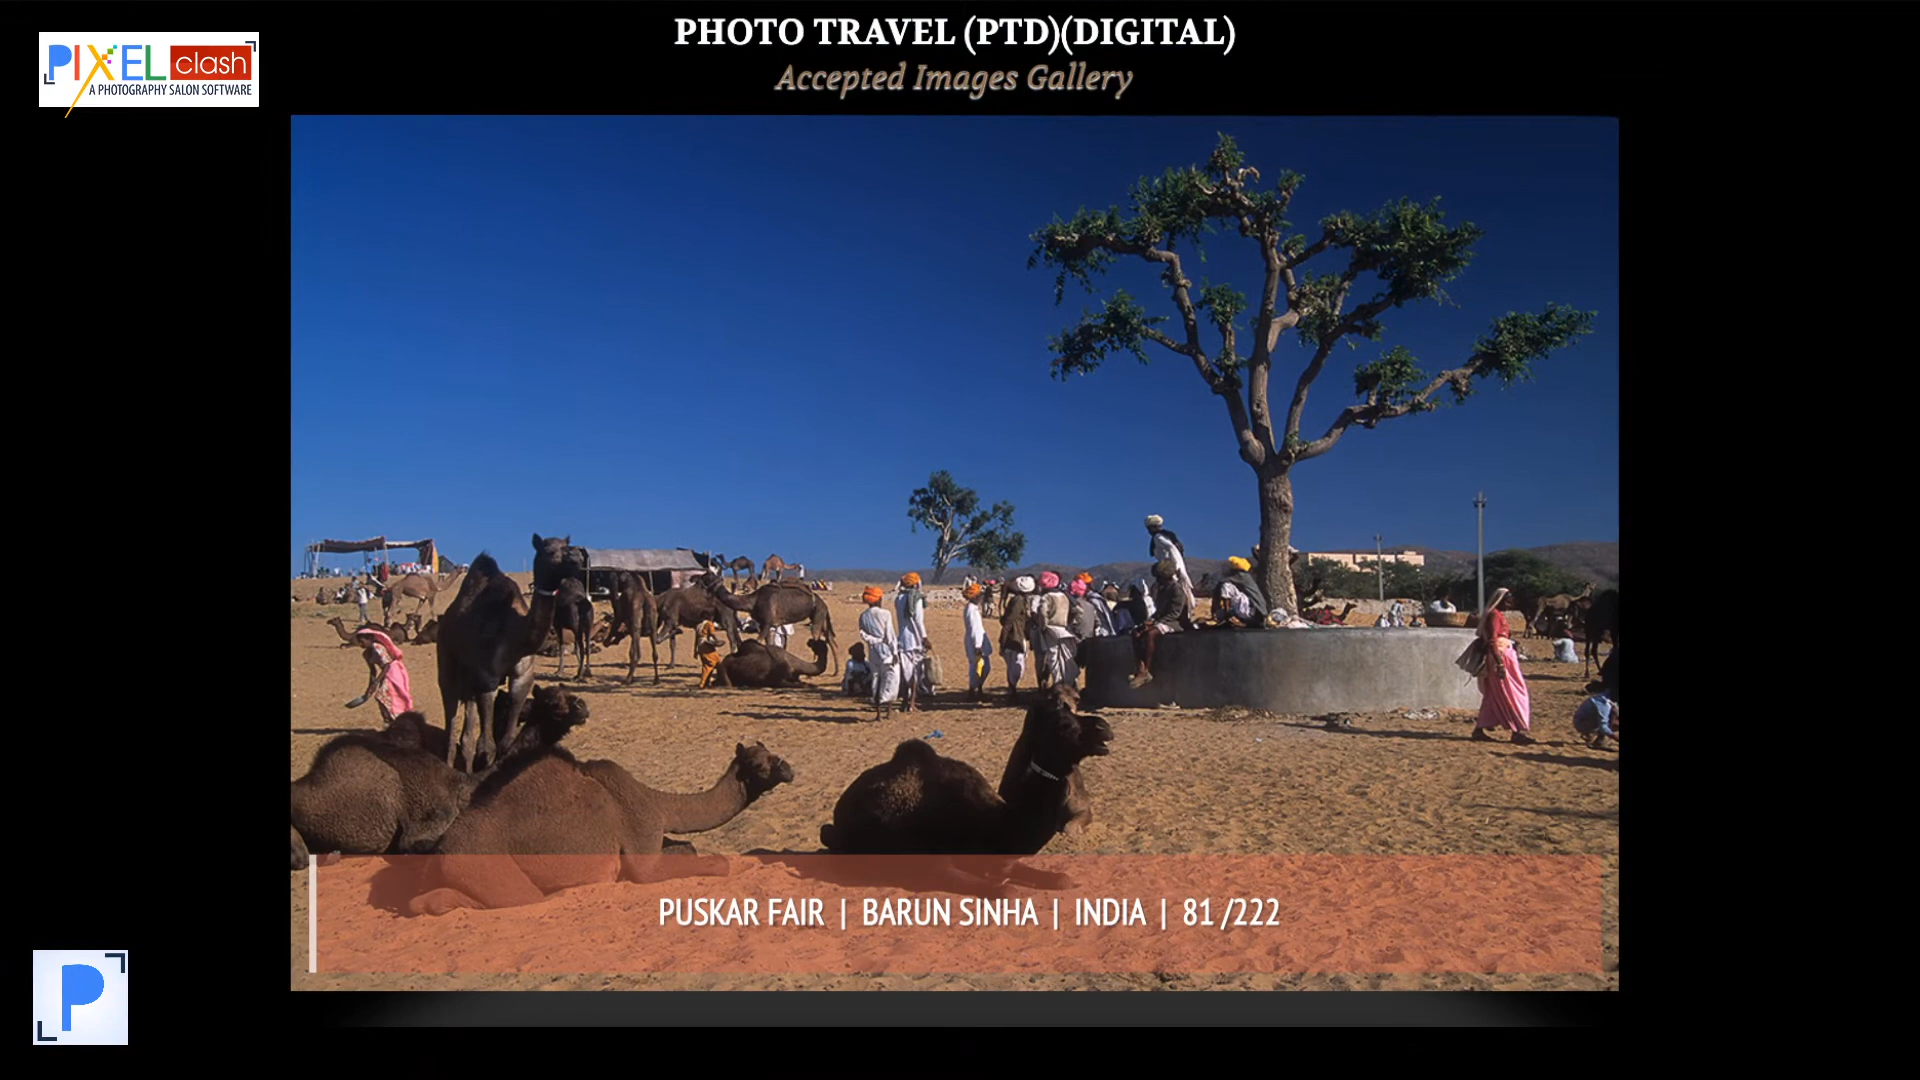 PHOTO TRAVEL (PTD)(DIGITAL)
Accepted Images Gallery
PIXEL clash
A PHOTOGRAPHY SALON SOFTWARE
PUSKAR FAIR | BARUN SINHA | INDIA | 81 /222
P